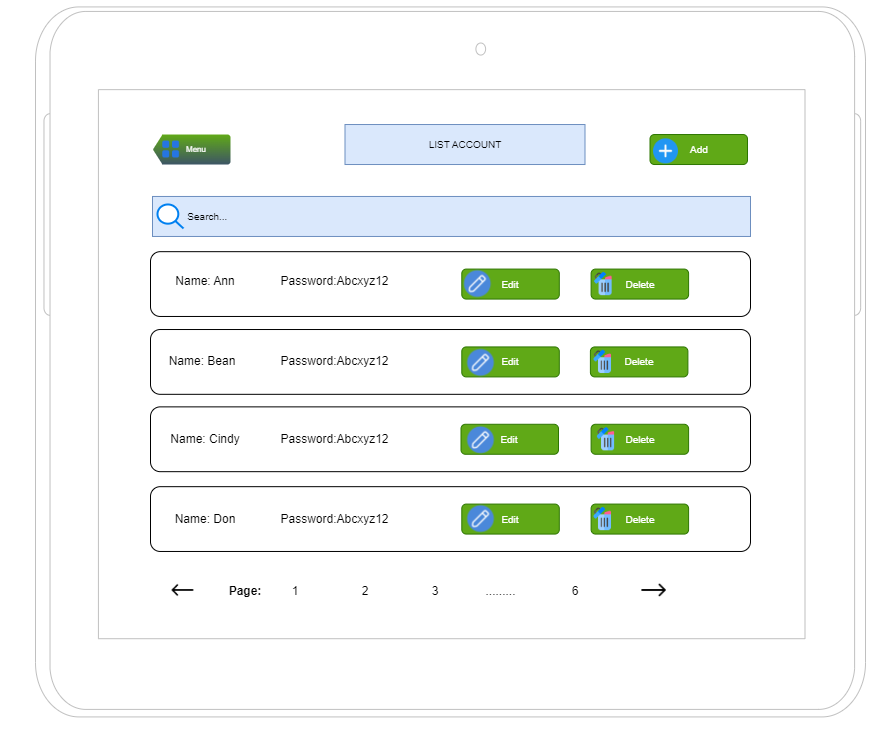 Menu
LIST ACCOUNT
Add
Search...
Name: Ann Password:Abcxyz12 Edit Delete
Name: Bean Password:Abcxyz12 Edit Delete
Name: Cindy Password:Abcxyz12 Edit Delete
Name: Don Password:Abcxyz12 Edit Delete
Page: 1 2 3 ......... 6